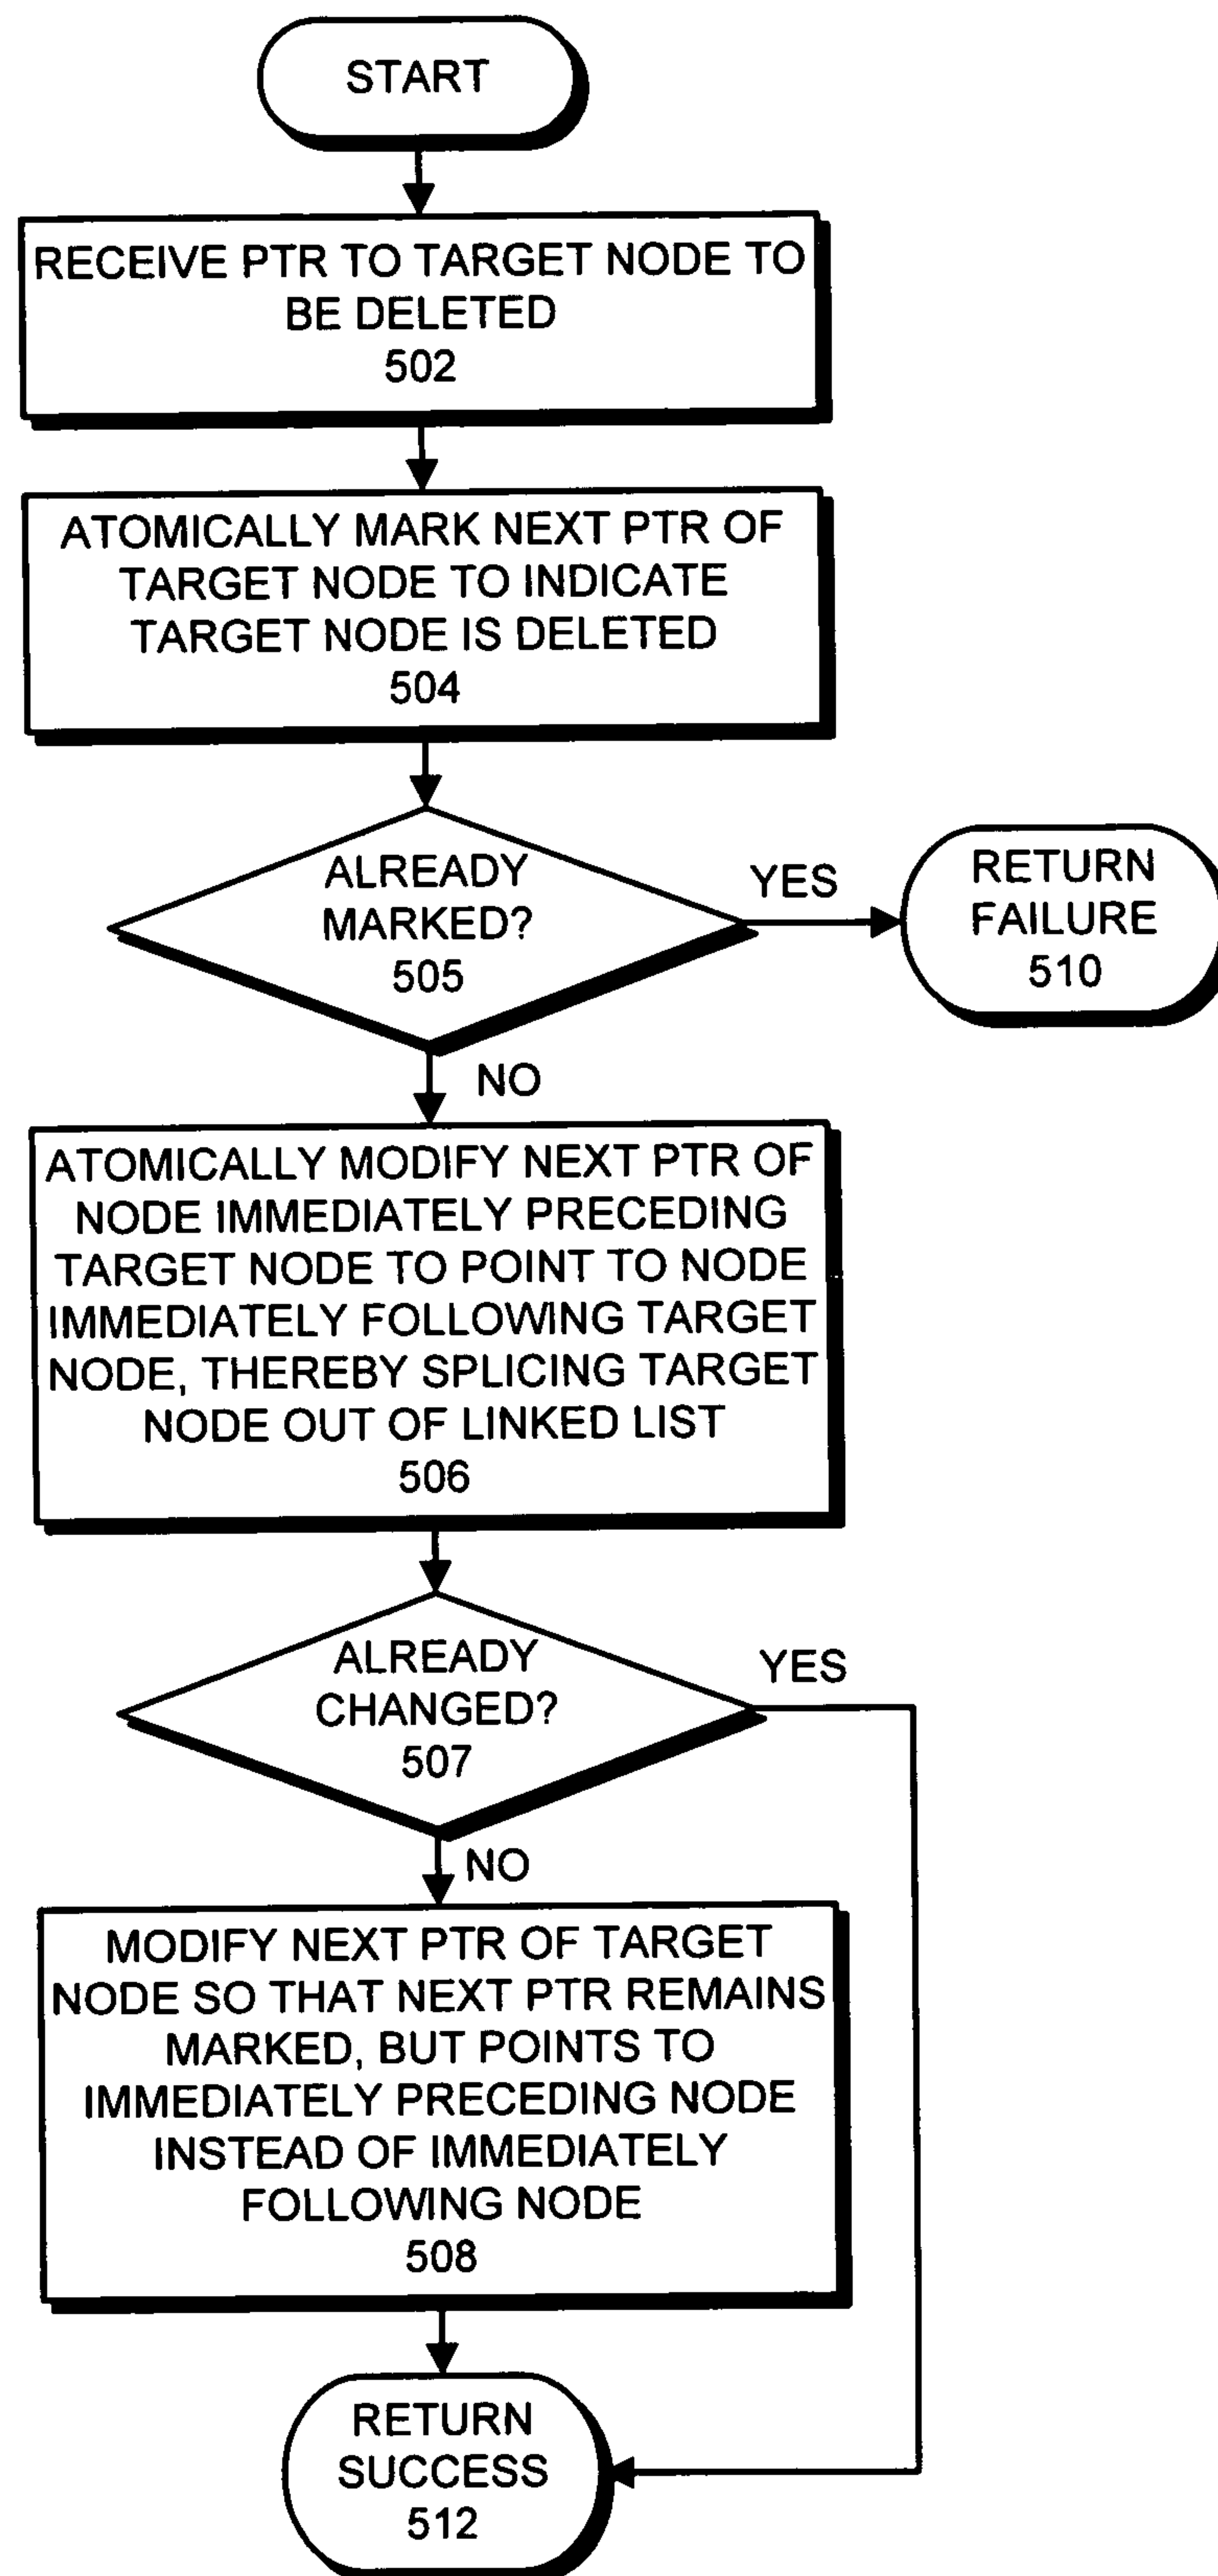 START
RECEIVE PTR TO TARGET NODE TO
BE DELETED
502
ATOMICALLY MARK NEXT PTR OF
TARGET NODE TO INDICATE
TARGET NODE IS DELETED
504
ALREADY
MARKED?
505
YES
RETURN
FAILURE
510
NO
ATOMICALLY MODIFY NEXT PTR OF
NODE IMMEDIATELY PRECEDING
TARGET NODE TO POINT TO NODE
IMMEDIATELY FOLLOWING TARGET
NODE, THEREBY SPLICING TARGET
NODE OUT OF LINKED LIST
506
ALREADY
CHANGED?
507
YES
NO
MODIFY NEXT PTR OF TARGET
NODE SO THAT NEXT PTR REMAINS
MARKED, BUT POINTS TO
IMMEDIATELY PRECEDING NODE
INSTEAD OF IMMEDIATELY
FOLLOWING NODE
508
RETURN
SUCCESS
512